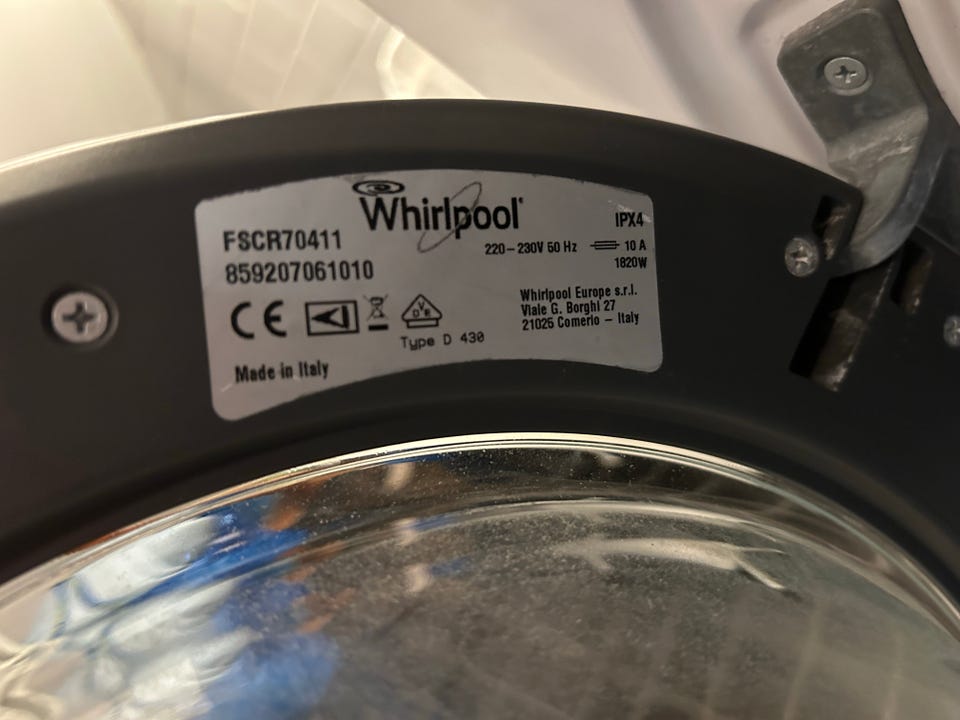 Whirlpool
FSCR70411
859207061010
IPX4
220–230V 50 Hz 10 A
1820W
Whirlpool Europe s.r.l.
Viale G. Borghi 27
21025 Comerio – Italy
CE
VDE
Type D 430
Made in Italy